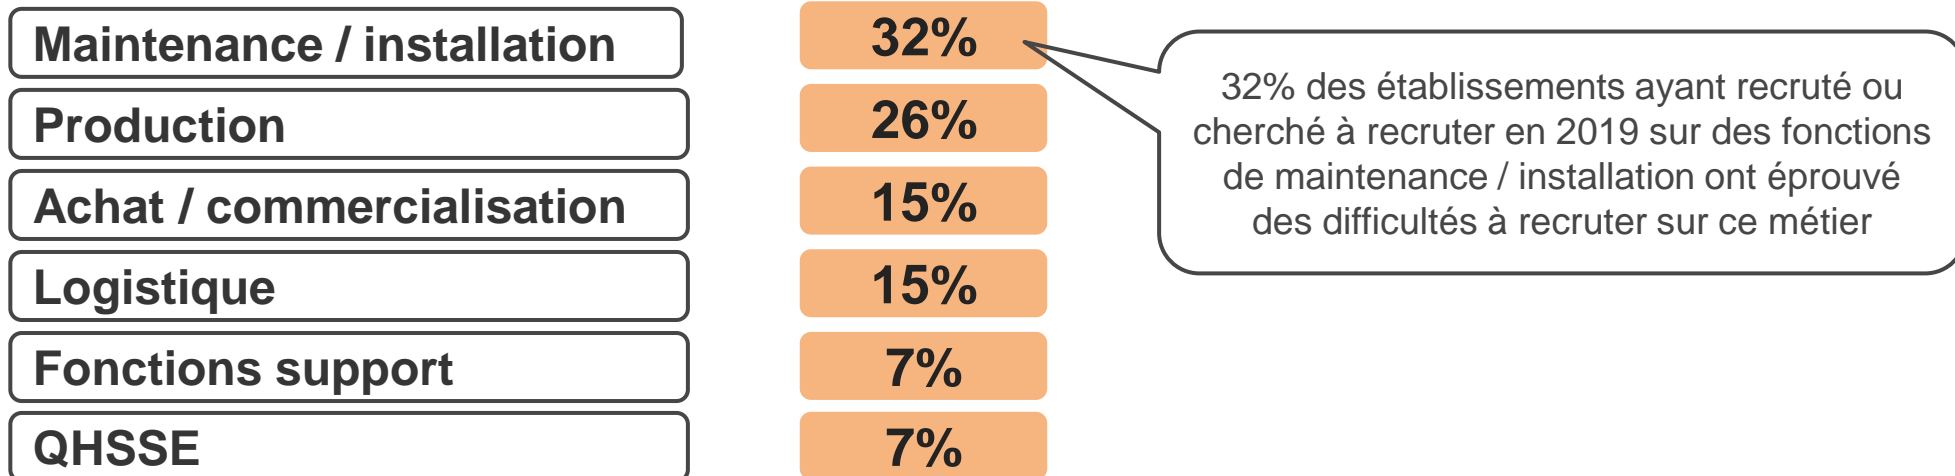 Maintenance / installation 32%
Production 26%
Achat / commercialisation 15%
Logistique 15%
Fonctions support 7%
QHSSE 7%
32% des établissements ayant recruté ou
cherché à recruter en 2019 sur des fonctions
de maintenance / installation ont éprouvé
des difficultés à recruter sur ce métier